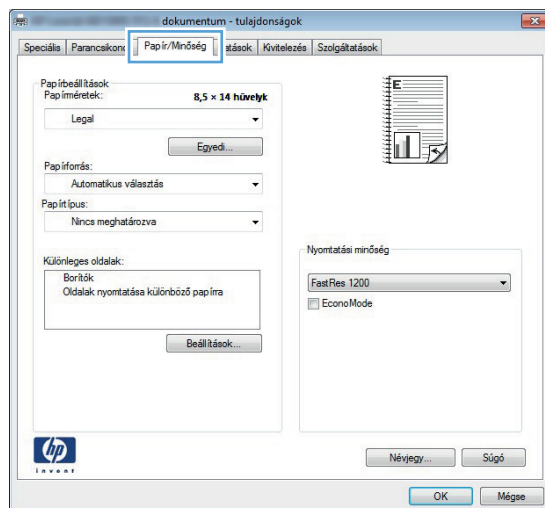 dokumentum - tulajdonságok
Speciális Papír/Minőség Kivitelezés Szolgáltatások
Papírbeállítások
Papírméretek: 8,5 × 14 hüvelyk
Legal
Egyedi...
Papírforrás:
Automatikus választás
Papírtípus:
Nincs meghatározva
Különleges oldalak:
Borítók
Oldalak nyomtatása különböző papírra
Beállítások...
E
Nyomtatási minőség
FastRes 1200
EconoMode
hp
invent
Névjegy... Súgó
OK Mégse